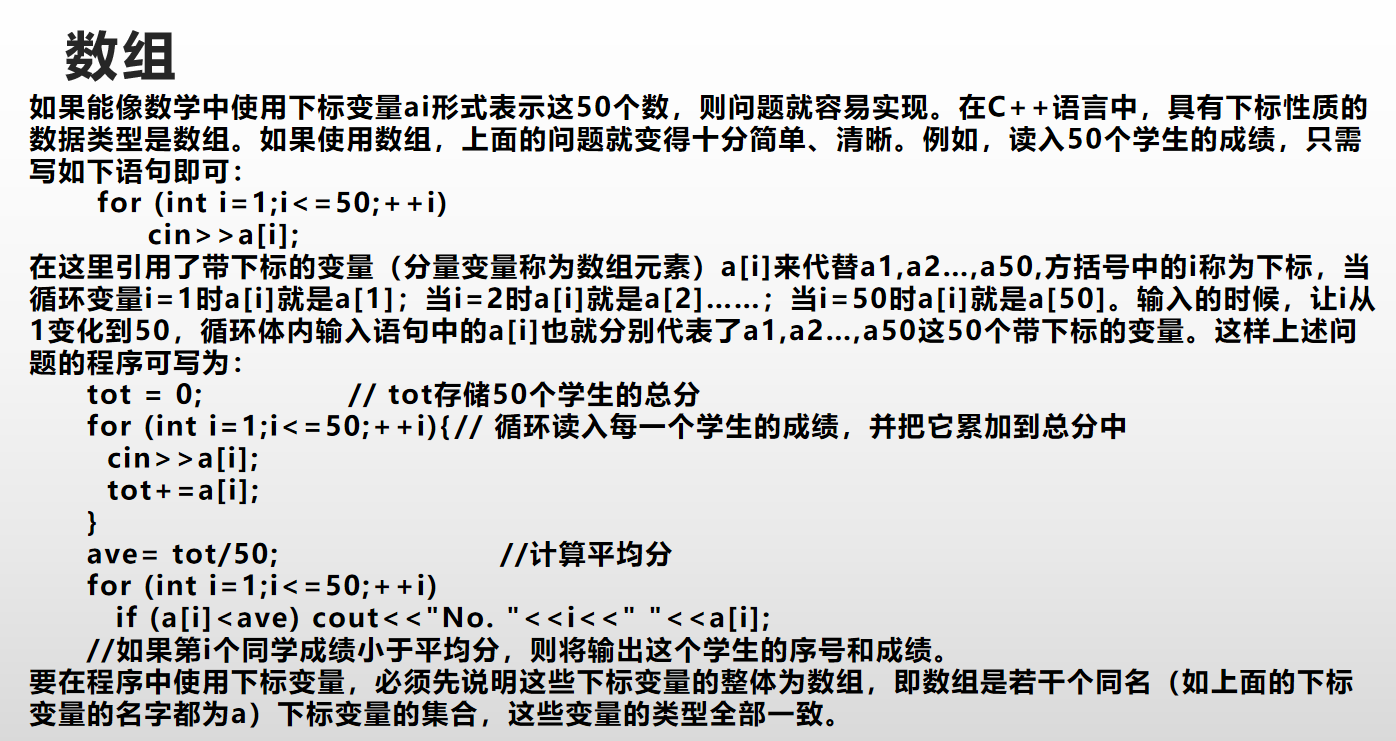 数组
如果能像数学中使用下标变量ai形式表示这50个数，则问题就容易实现。在C++语言中，具有下标性质的
数据类型是数组。如果使用数组，上面的问题就变得十分简单、清晰。例如，读入50个学生的成绩，只需
写如下语句即可：
for (int i=1;i<=50;++i)
cin>>a[i];
在这里引用了带下标的变量（分量变量称为数组元素）a[i]来代替a1,a2…,a50,方括号中的i称为下标，当
循环变量i=1时a[i]就是a[1]；当i=2时a[i]就是a[2]……；当i=50时a[i]就是a[50]。输入的时候，让i从
1变化到50，循环体内输入语句中的a[i]也就分别代表了a1,a2…,a50这50个带下标的变量。这样上述问
题的程序可写为：
tot = 0; // tot存储50个学生的总分
for (int i=1;i<=50;++i){// 循环读入每一个学生的成绩，并把它累加到总分中
cin>>a[i];
tot+=a[i];
}
ave= tot/50; //计算平均分
for (int i=1;i<=50;++i)
if (a[i]<ave) cout<<"No. "<<i<<" "<<a[i];
//如果第i个同学成绩小于平均分，则将输出这个学生的序号和成绩。
要在程序中使用下标变量，必须先说明这些下标变量的整体为数组，即数组是若干个同名（如上面的下标
变量的名字都为a）下标变量的集合，这些变量的类型全部一致。